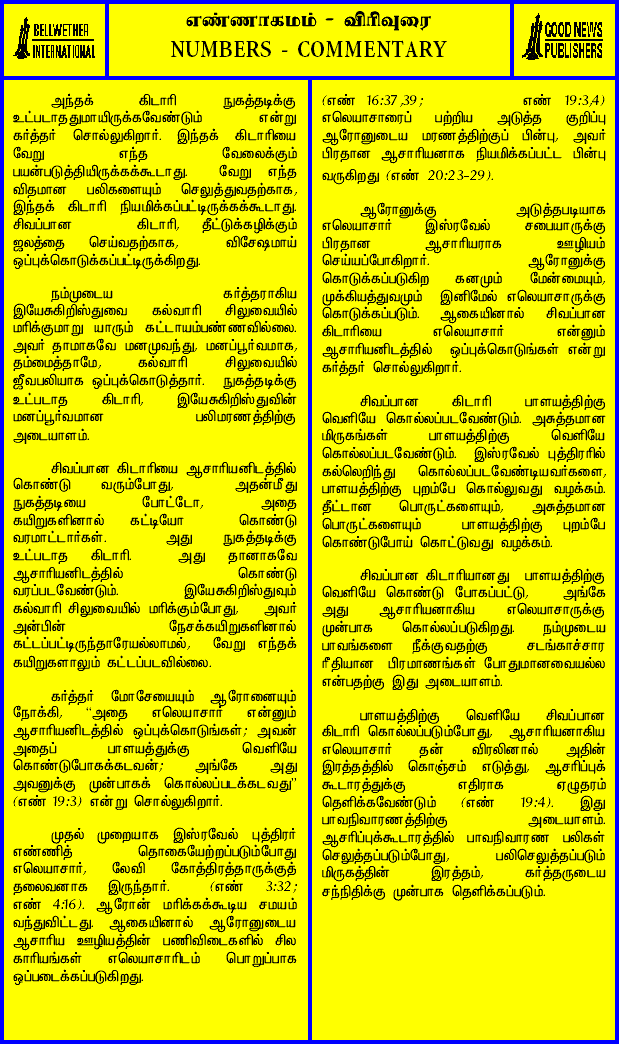 BELLWETHER
INTERNATIONAL
எண்ணாகமம் - விரிவுரை
NUMBERS - COMMENTARY
GOOD NEWS
PUBLISHERS
அந்தக் கிடாரி நுகத்தடிக்கு
உட்படாததுமாயிருக்கவேண்டும் என்று
கர்த்தர் சொல்லுகிறார். இந்தக் கிடாரியை
வேறு எந்த வேலைக்கும்
பயன்படுத்தியிருக்கக்கூடாது. வேறு எந்த
விதமான பலிகளையும் செலுத்துவதற்காக,
இந்தக் கிடாரி நியமிக்கப்பட்டிருக்கக்கூடாது.
சிவப்பான கிடாரி, தீட்டுக்கழிக்கும்
ஜலத்தை செய்வதற்காக, விசேஷமாய்
ஒப்புக்கொடுக்கப்பட்டிருக்கிறது.
நம்முடைய கர்த்தராகிய
இயேசுகிறிஸ்துவை கல்வாரி சிலுவையில்
மரிக்குமாறு யாரும் கட்டாயம்பண்ணவில்லை.
அவர் தாமாகவே மனமுவந்து, மனப்பூர்வமாக,
தம்மைத்தாமே, கல்வாரி சிலுவையில்
ஜீவபலியாக ஒப்புக்கொடுத்தார். நுகத்தடிக்கு
உட்படாத கிடாரி, இயேசுகிறிஸ்துவின்
மனப்பூர்வமான பலிமரணத்திற்கு
அடையாளம்.
சிவப்பான கிடாரியை ஆசாரியனிடத்தில்
கொண்டு வரும்போது, அதன்மீது
நுகத்தடியை போட்டோ, அதை
கயிறுகளினால் கட்டியோ கொண்டு
வரமாட்டார்கள். அது நுகத்தடிக்கு
உட்படாத கிடாரி. அது தானாகவே
ஆசாரியனிடத்தில் கொண்டு
வரப்படவேண்டும். இயேசுகிறிஸ்துவும்
கல்வாரி சிலுவையில் மரிக்கும்போது, அவர்
அன்பின் நேசக்கயிறுகளினால்
கட்டப்பட்டிருந்தாரேயல்லாமல், வேறு எந்தக்
கயிறுகளாலும் கட்டப்படவில்லை.
கர்த்தர் மோசேயையும் ஆரோனையும்
நோக்கி, “அதை எலெயாசார் என்னும்
ஆசாரியனிடத்தில் ஒப்புக்கொடுங்கள்; அவன்
அதைப் பாளயத்துக்கு வெளியே
கொண்டுபோகக்கடவன்; அங்கே அது
அவனுக்கு முன்பாகக் கொல்லப்படக்கடவது”
(எண் 19:3) என்று சொல்லுகிறார்.
முதல் முறையாக இஸ்ரவேல் புத்திரர்
எண்ணித் தொகையேற்றப்படும்போது
எலெயாசார், லேவி கோத்திரத்தாருக்குத்
தலைவனாக இருந்தார். (எண் 3:32;
எண் 4:16). ஆரோன் மரிக்கக்கூடிய சமயம்
வந்துவிட்டது. ஆகையினால் ஆரோனுடைய
ஆசாரிய ஊழியத்தின் பணிவிடைகளில் சில
காரியங்கள் எலெயாசாரிடம் பொறுப்பாக
ஒப்படைக்கப்படுகிறது.
(எண் 16:37,39; எண் 19:3,4)
எலெயாசாரைப் பற்றிய அடுத்த குறிப்பு
ஆரோனுடைய மரணத்திற்குப் பின்பு, அவர்
பிரதான ஆசாரியனாக நியமிக்கப்பட்ட பின்பு
வருகிறது (எண் 20:23-29).
ஆரோனுக்கு அடுத்தபடியாக
எலெயாசார் இஸ்ரவேல் சபையாருக்கு
பிரதான ஆசாரியராக ஊழியம்
செய்யப்போகிறார். ஆரோனுக்கு
கொடுக்கப்படுகிற கனமும் மேன்மையும்,
முக்கியத்துவமும் இனிமேல் எலெயாசாருக்கு
கொடுக்கப்படும். ஆகையினால் சிவப்பான
கிடாரியை எலெயாசார் என்னும்
ஆசாரியனிடத்தில் ஒப்புக்கொடுங்கள் என்று
கர்த்தர் சொல்லுகிறார்.
சிவப்பான கிடாரி பாளயத்திற்கு
வெளியே கொல்லப்படவேண்டும். அசுத்தமான
மிருகங்கள் பாளயத்திற்கு வெளியே
கொல்லப்படவேண்டும். இஸ்ரவேல் புத்திரரில்
கல்லெறிந்து கொல்லப்படவேண்டியவர்களை,
பாளயத்திற்கு புறம்பே கொல்லுவது வழக்கம்.
தீட்டான பொருட்களையும், அசுத்தமான
பொருட்களையும் பாளயத்திற்கு புறம்பே
கொண்டுபோய் கொட்டுவது வழக்கம்.
சிவப்பான கிடாரியானது பாளயத்திற்கு
வெளியே கொண்டு போகப்பட்டு, அங்கே
அது ஆசாரியனாகிய எலெயாசாருக்கு
முன்பாக கொல்லப்படுகிறது. நம்முடைய
பாவங்களை நீக்குவதற்கு சடங்காச்சார
ரீதியான பிரமாணங்கள் போதுமானவையல்ல
என்பதற்கு இது அடையாளம்.
பாளயத்திற்கு வெளியே சிவப்பான
கிடாரி கொல்லப்படும்போது, ஆசாரியனாகிய
எலெயாசார் தன் விரலினால் அதின்
இரத்தத்தில் கொஞ்சம் எடுத்து, ஆசரிப்புக்
கூடாரத்துக்கு எதிராக ஏழுதரம்
தெளிக்கவேண்டும் (எண் 19:4). இது
பாவநிவாரணத்திற்கு அடையாளம்.
ஆசரிப்புக்கூடாரத்தில் பாவநிவாரண பலிகள்
செலுத்தப்படும்போது, பலிசெலுத்தப்படும்
மிருகத்தின் இரத்தம், கர்த்தருடைய
சந்நிதிக்கு முன்பாக தெளிக்கப்படும்.